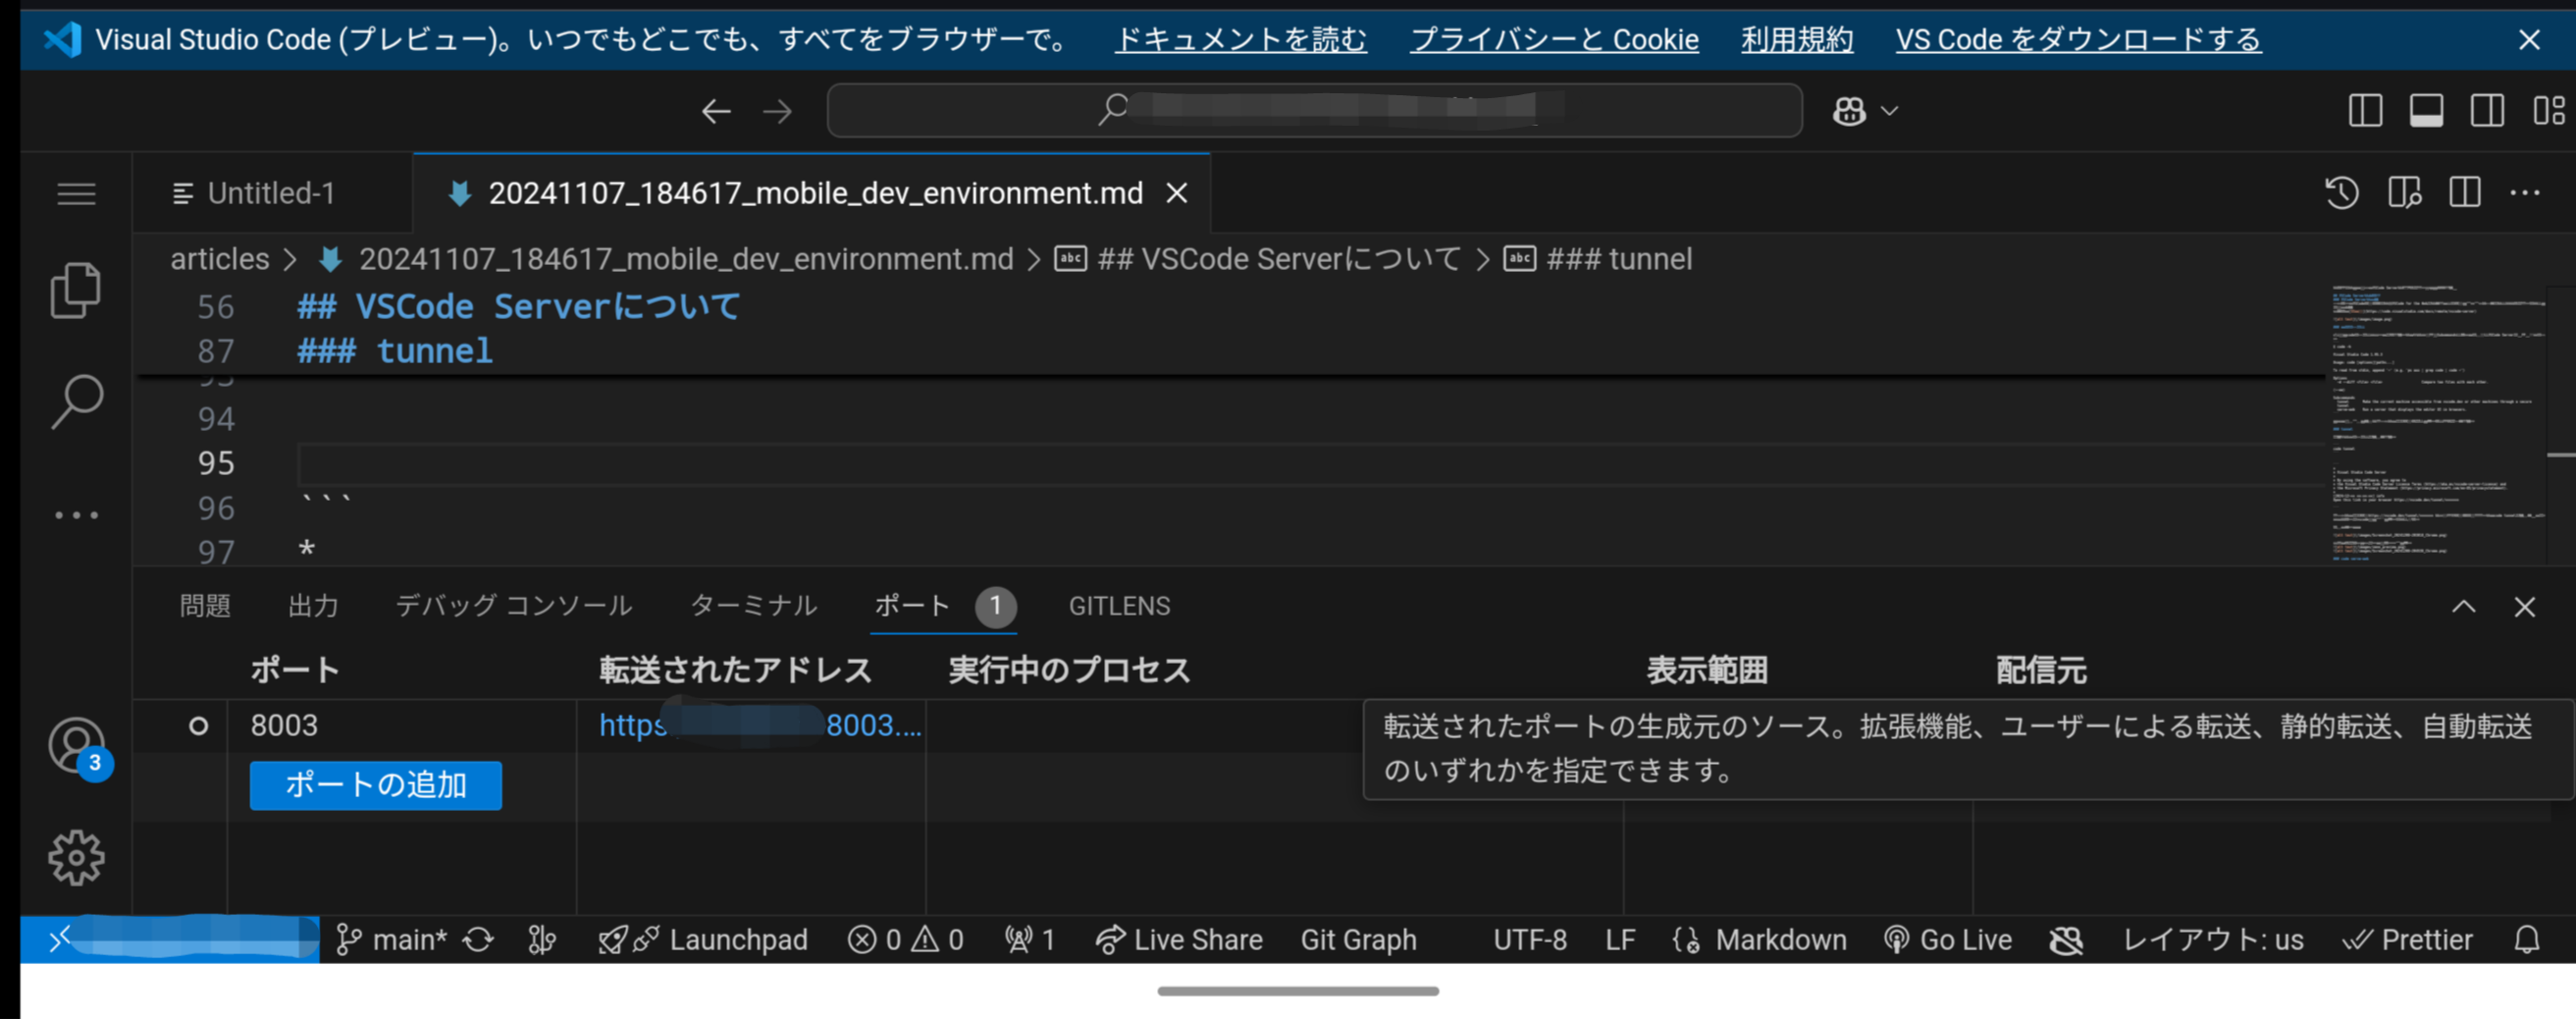 Visual Studio Code (プレビュー)。いつでもどこでも、すべてをブラウザーで。 ドキュメントを読む プライバシーと Cookie 利用規約 VS Code をダウンロードする
Untitled-1 20241107_184617_mobile_dev_environment.md
articles > 20241107_184617_mobile_dev_environment.md > ## VSCode Serverについて > ### tunnel
56 ## VSCode Serverについて
87 ### tunnel
94
95
96 ```
97 *
問題 出力 デバッグ コンソール ターミナル ポート 1 GITLENS
ポート 転送されたアドレス 実行中のプロセス 表示範囲 配信元
8003 https 8003....
転送されたポートの生成元のソース。拡張機能、ユーザーによる転送、静的転送、自動転送
のいずれかを指定できます。
ポートの追加
3
main* Launchpad 0 0 1 Live Share Git Graph UTF-8 LF Markdown Go Live レイアウト: us Prettier